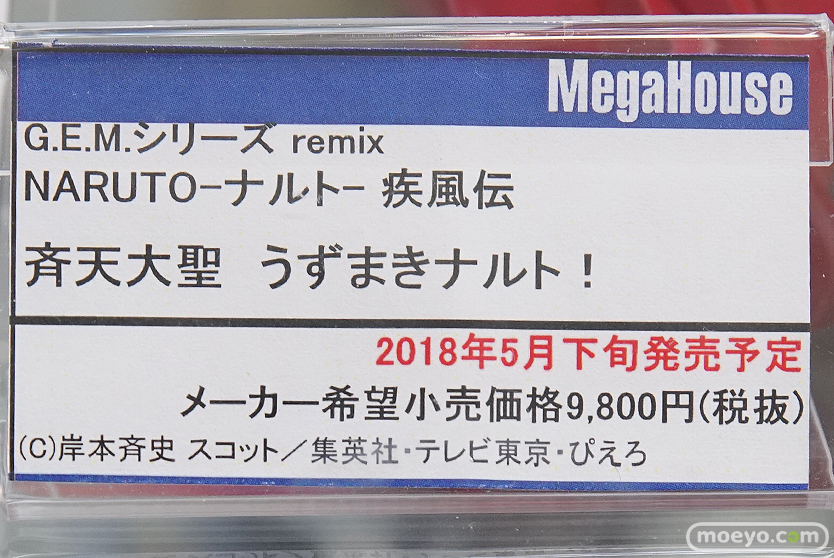 MegaHouse
G.E.M.シリーズ remix
NARUTO-ナルト- 疾風伝
斉天大聖　うずまきナルト！
2018年5月下旬発売予定
メーカー希望小売価格9,800円(税抜)
(C)岸本斉史 スコット／集英社・テレビ東京・ぴえろ
moeyo.com